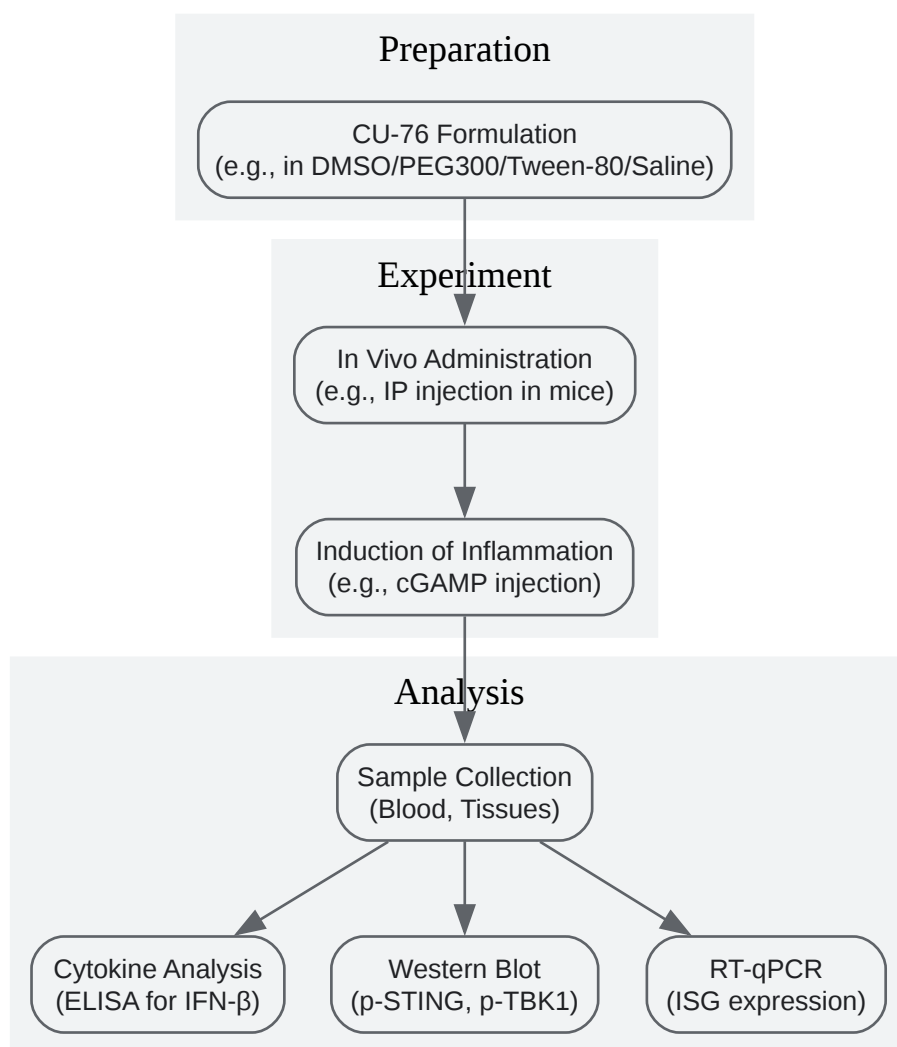 Preparation
CU-76 Formulation
(e.g., in DMSO/PEG300/Tween-80/Saline)
Experiment
In Vivo Administration
(e.g., IP injection in mice)
Induction of Inflammation
(e.g., cGAMP injection)
Analysis
Sample Collection
(Blood, Tissues)
Cytokine Analysis
(ELISA for IFN-β)
Western Blot
(p-STING, p-TBK1)
RT-qPCR
(ISG expression)